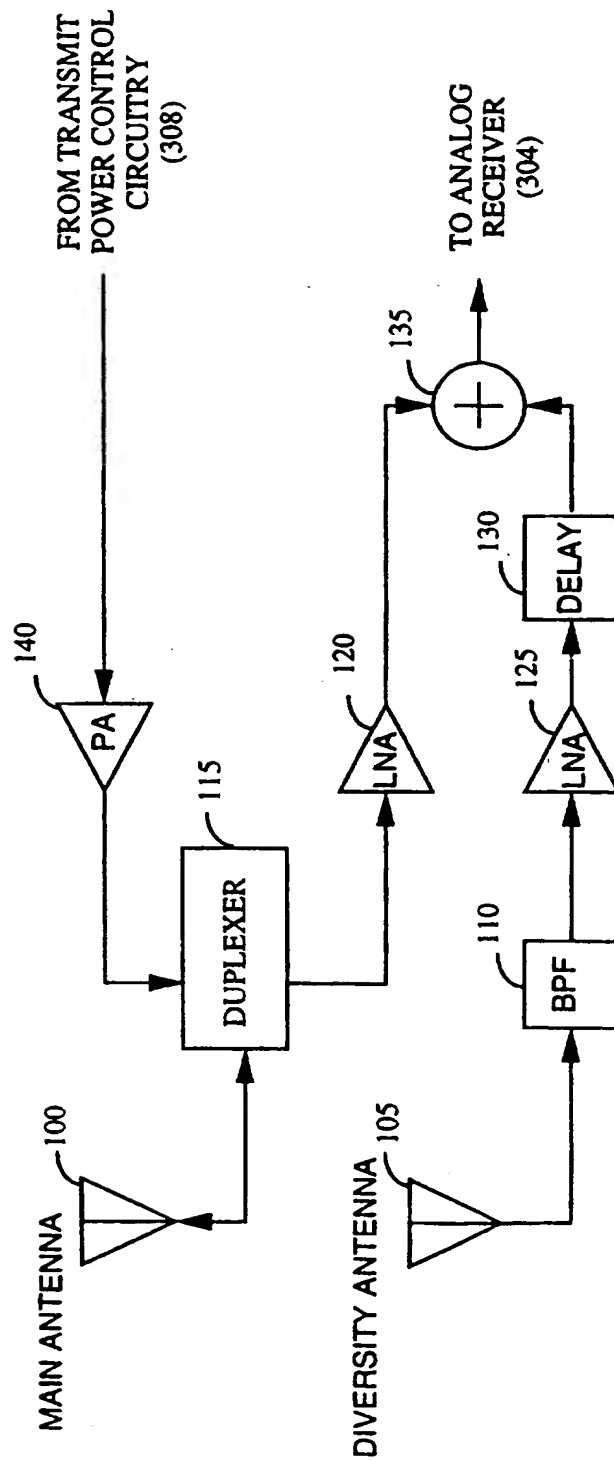 MAIN ANTENNA
100
DUPLEXER
115
PA
140
FROM TRANSMIT
POWER CONTROL
CIRCUITRY
(308)
LNA
120
135
TO ANALOG
RECEIVER
(304)
DIVERSITY ANTENNA
105
BPF
110
LNA
125
DELAY
130